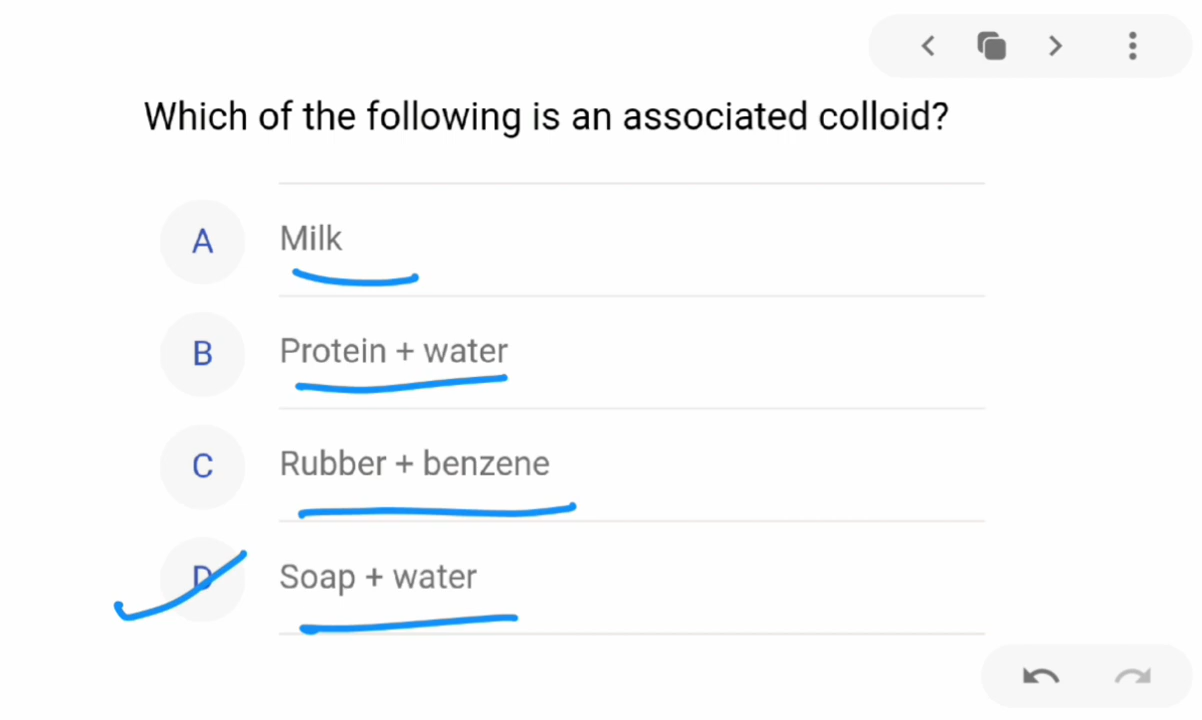 Which of the following is an associated colloid?
A Milk
B Protein + water
C Rubber + benzene
D Soap + water